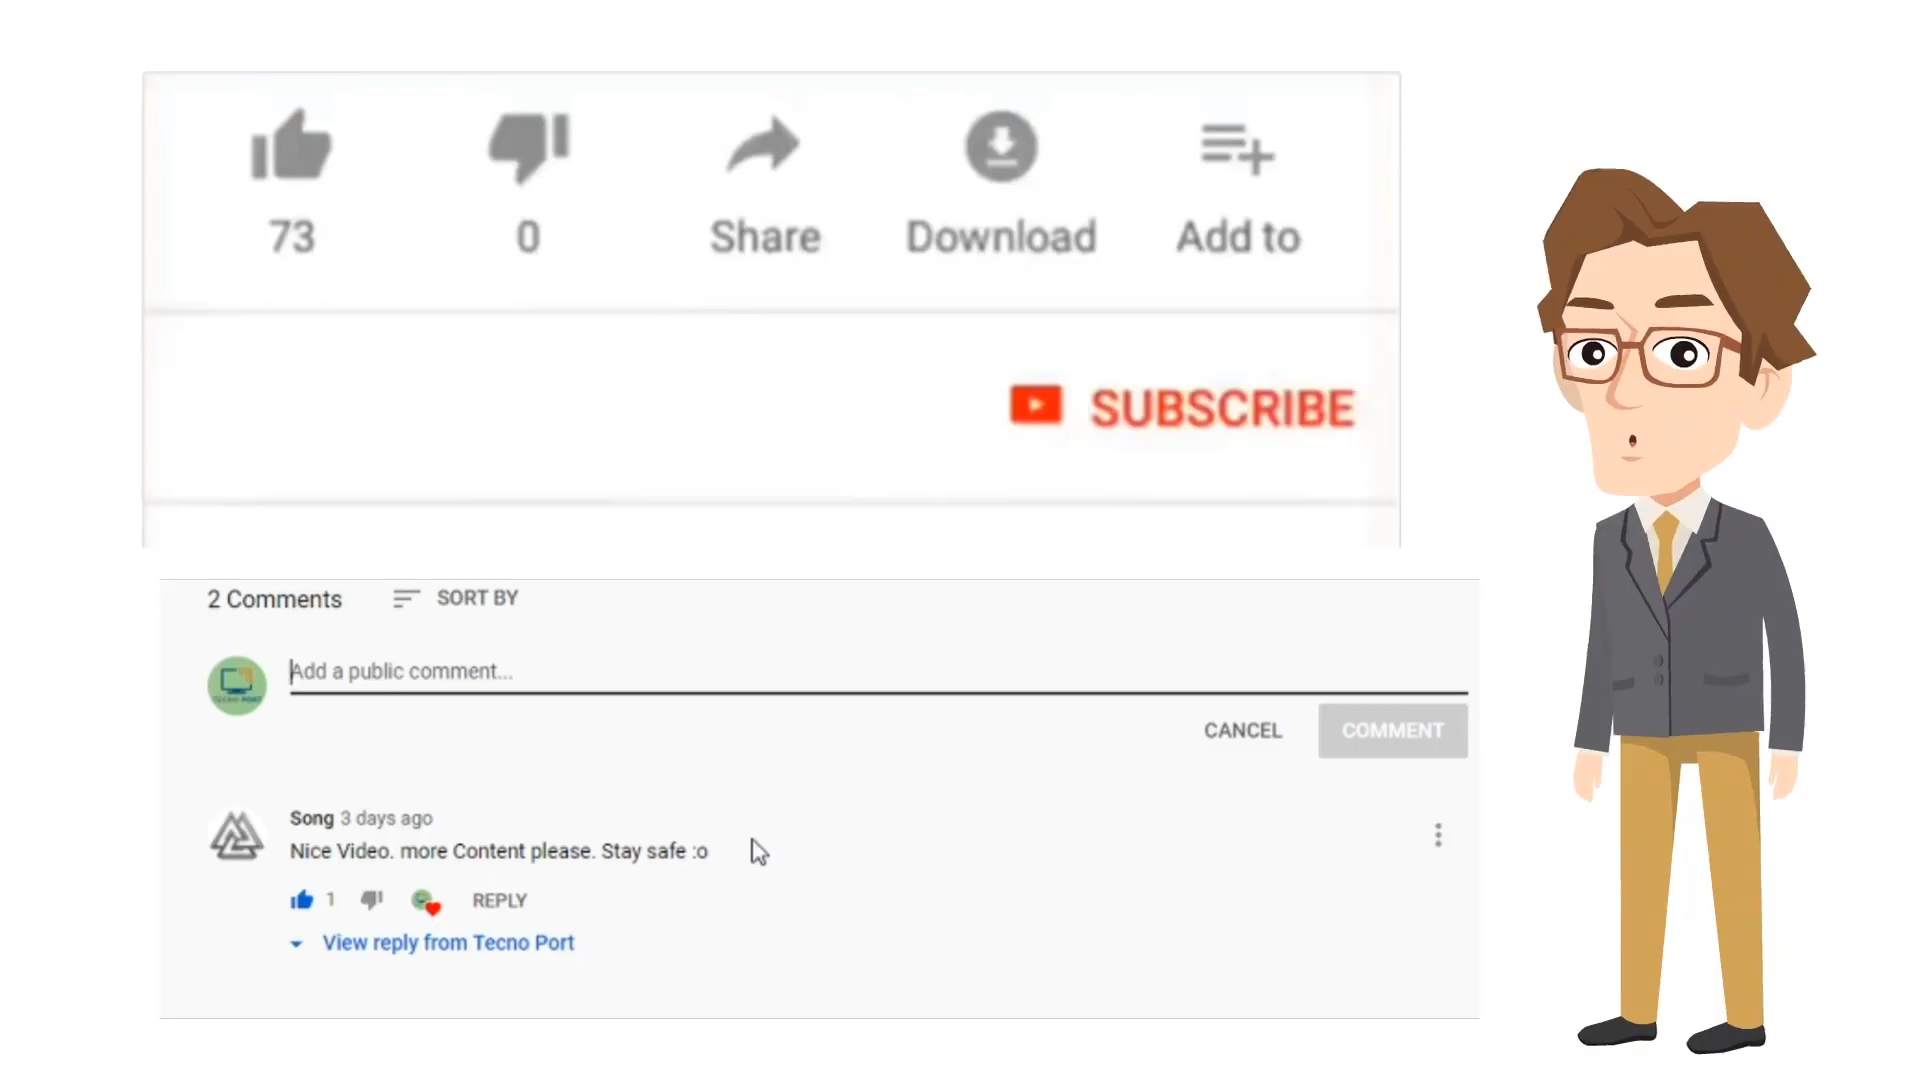 73 0 Share Download Add to
SUBSCRIBE
2 Comments SORT BY
Add a public comment...
CANCEL COMMENT
Song 3 days ago
Nice Video. more Content please. Stay safe :o
1 REPLY
View reply from Tecno Port